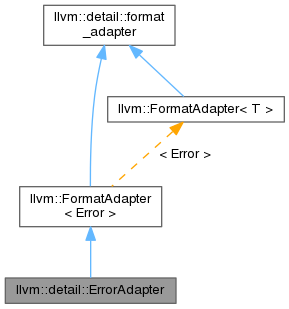 llvm::detail::format
_adapter
llvm::FormatAdapter< T >
< Error >
llvm::FormatAdapter
< Error >
llvm::detail::ErrorAdapter